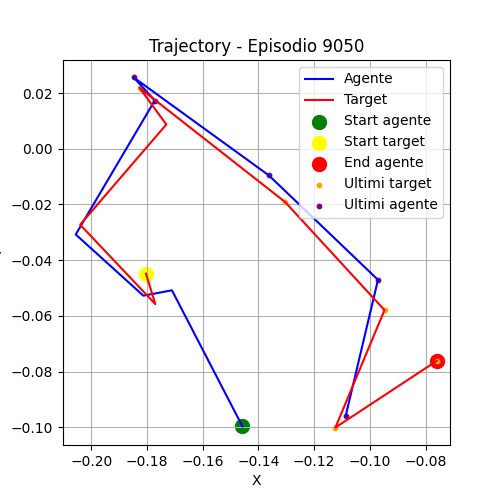 Trajectory - Episodio 9050
Agente
Target
Start agente
Start target
End agente
Ultimi target
Ultimi agente
0.02
0.00
−0.02
−0.04
−0.06
−0.08
−0.10
−0.20 −0.18 −0.16 −0.14 −0.12 −0.10 −0.08
X